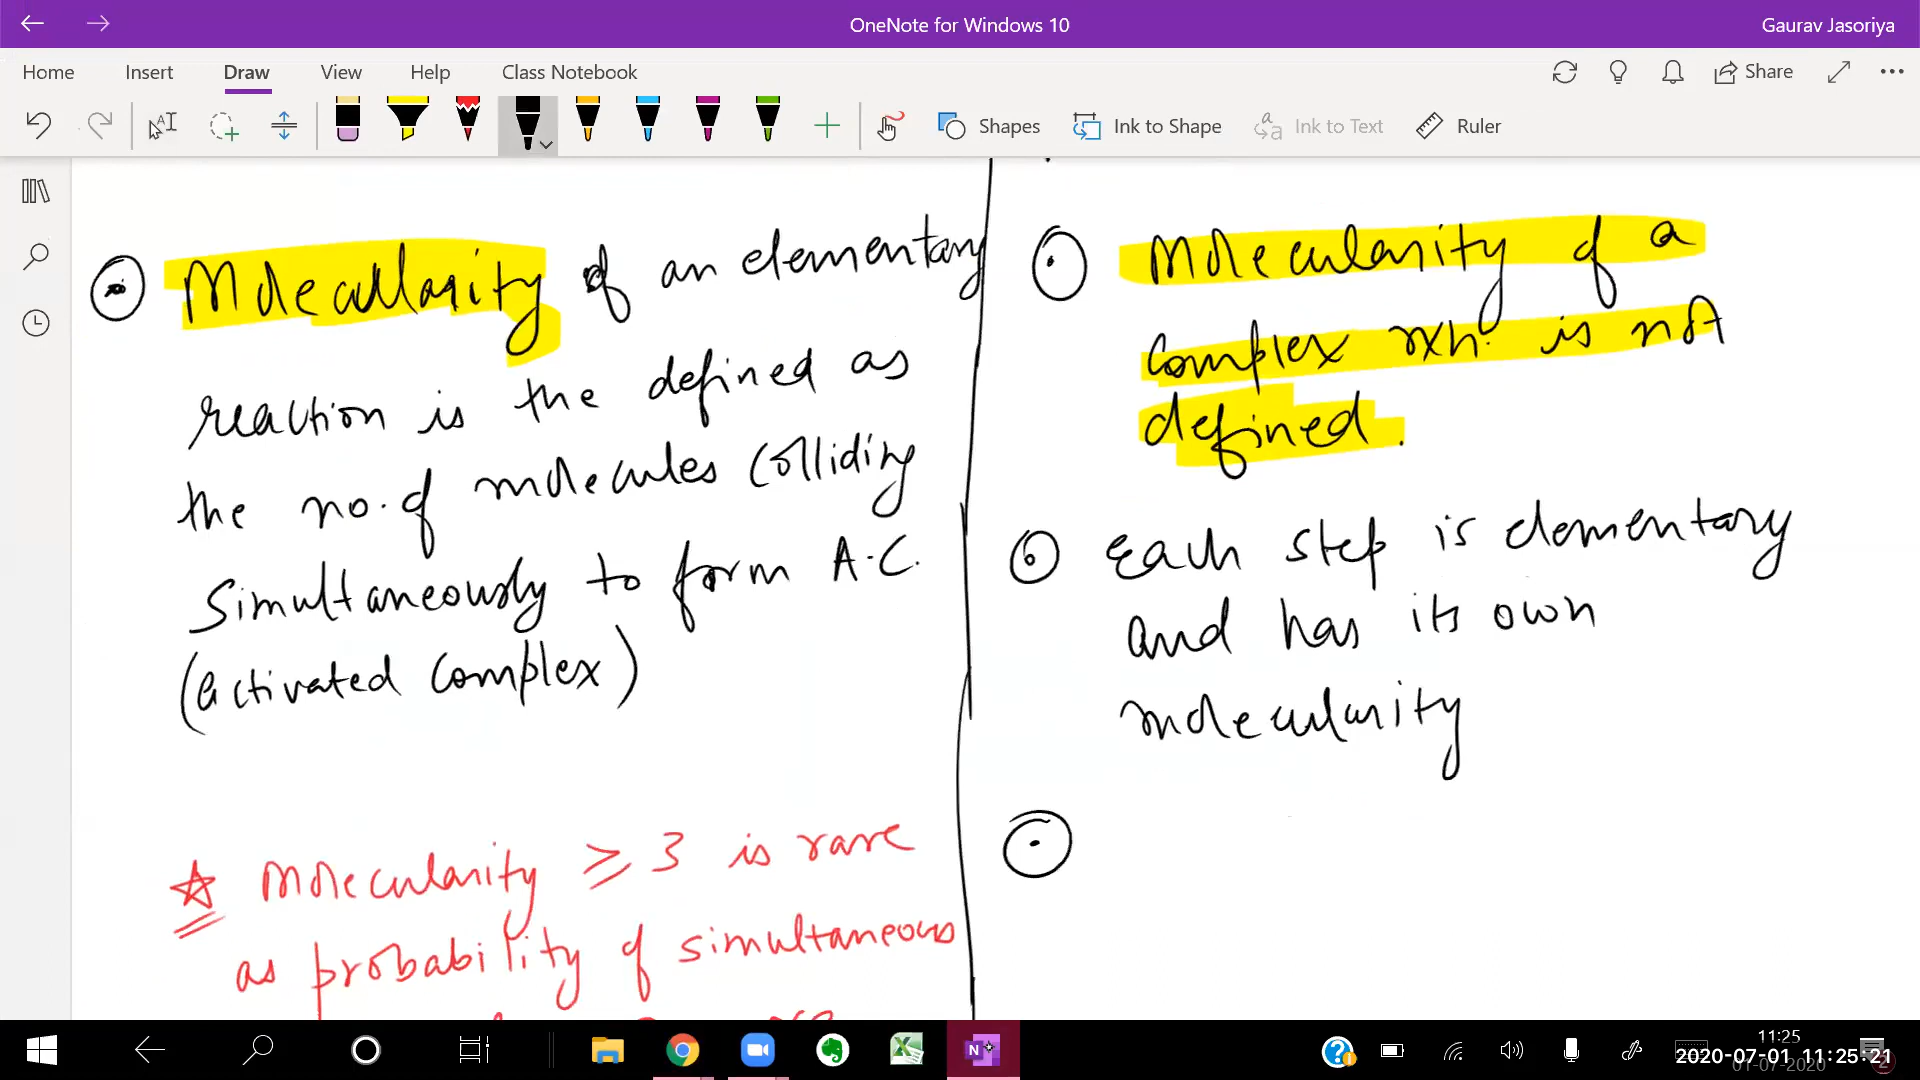 OneNote for Windows 10
Gaurav Jasoriya
Home Insert Draw View Help Class Notebook
Share
Shapes Ink to Shape Ink to Text Ruler
Molecularity of an elementary
reaction is the defined as
the no. of molecules colliding
simultaneously to form A.C.
(activated complex)
☆ Molecularity ≥ 3 is rare
as probability of simultaneous
Molecularity of a
complex rxn. is not
defined.
Each step is elementary
and has its own
molecularity
11:25
2020-07-01 11:25:21
01-07-2020